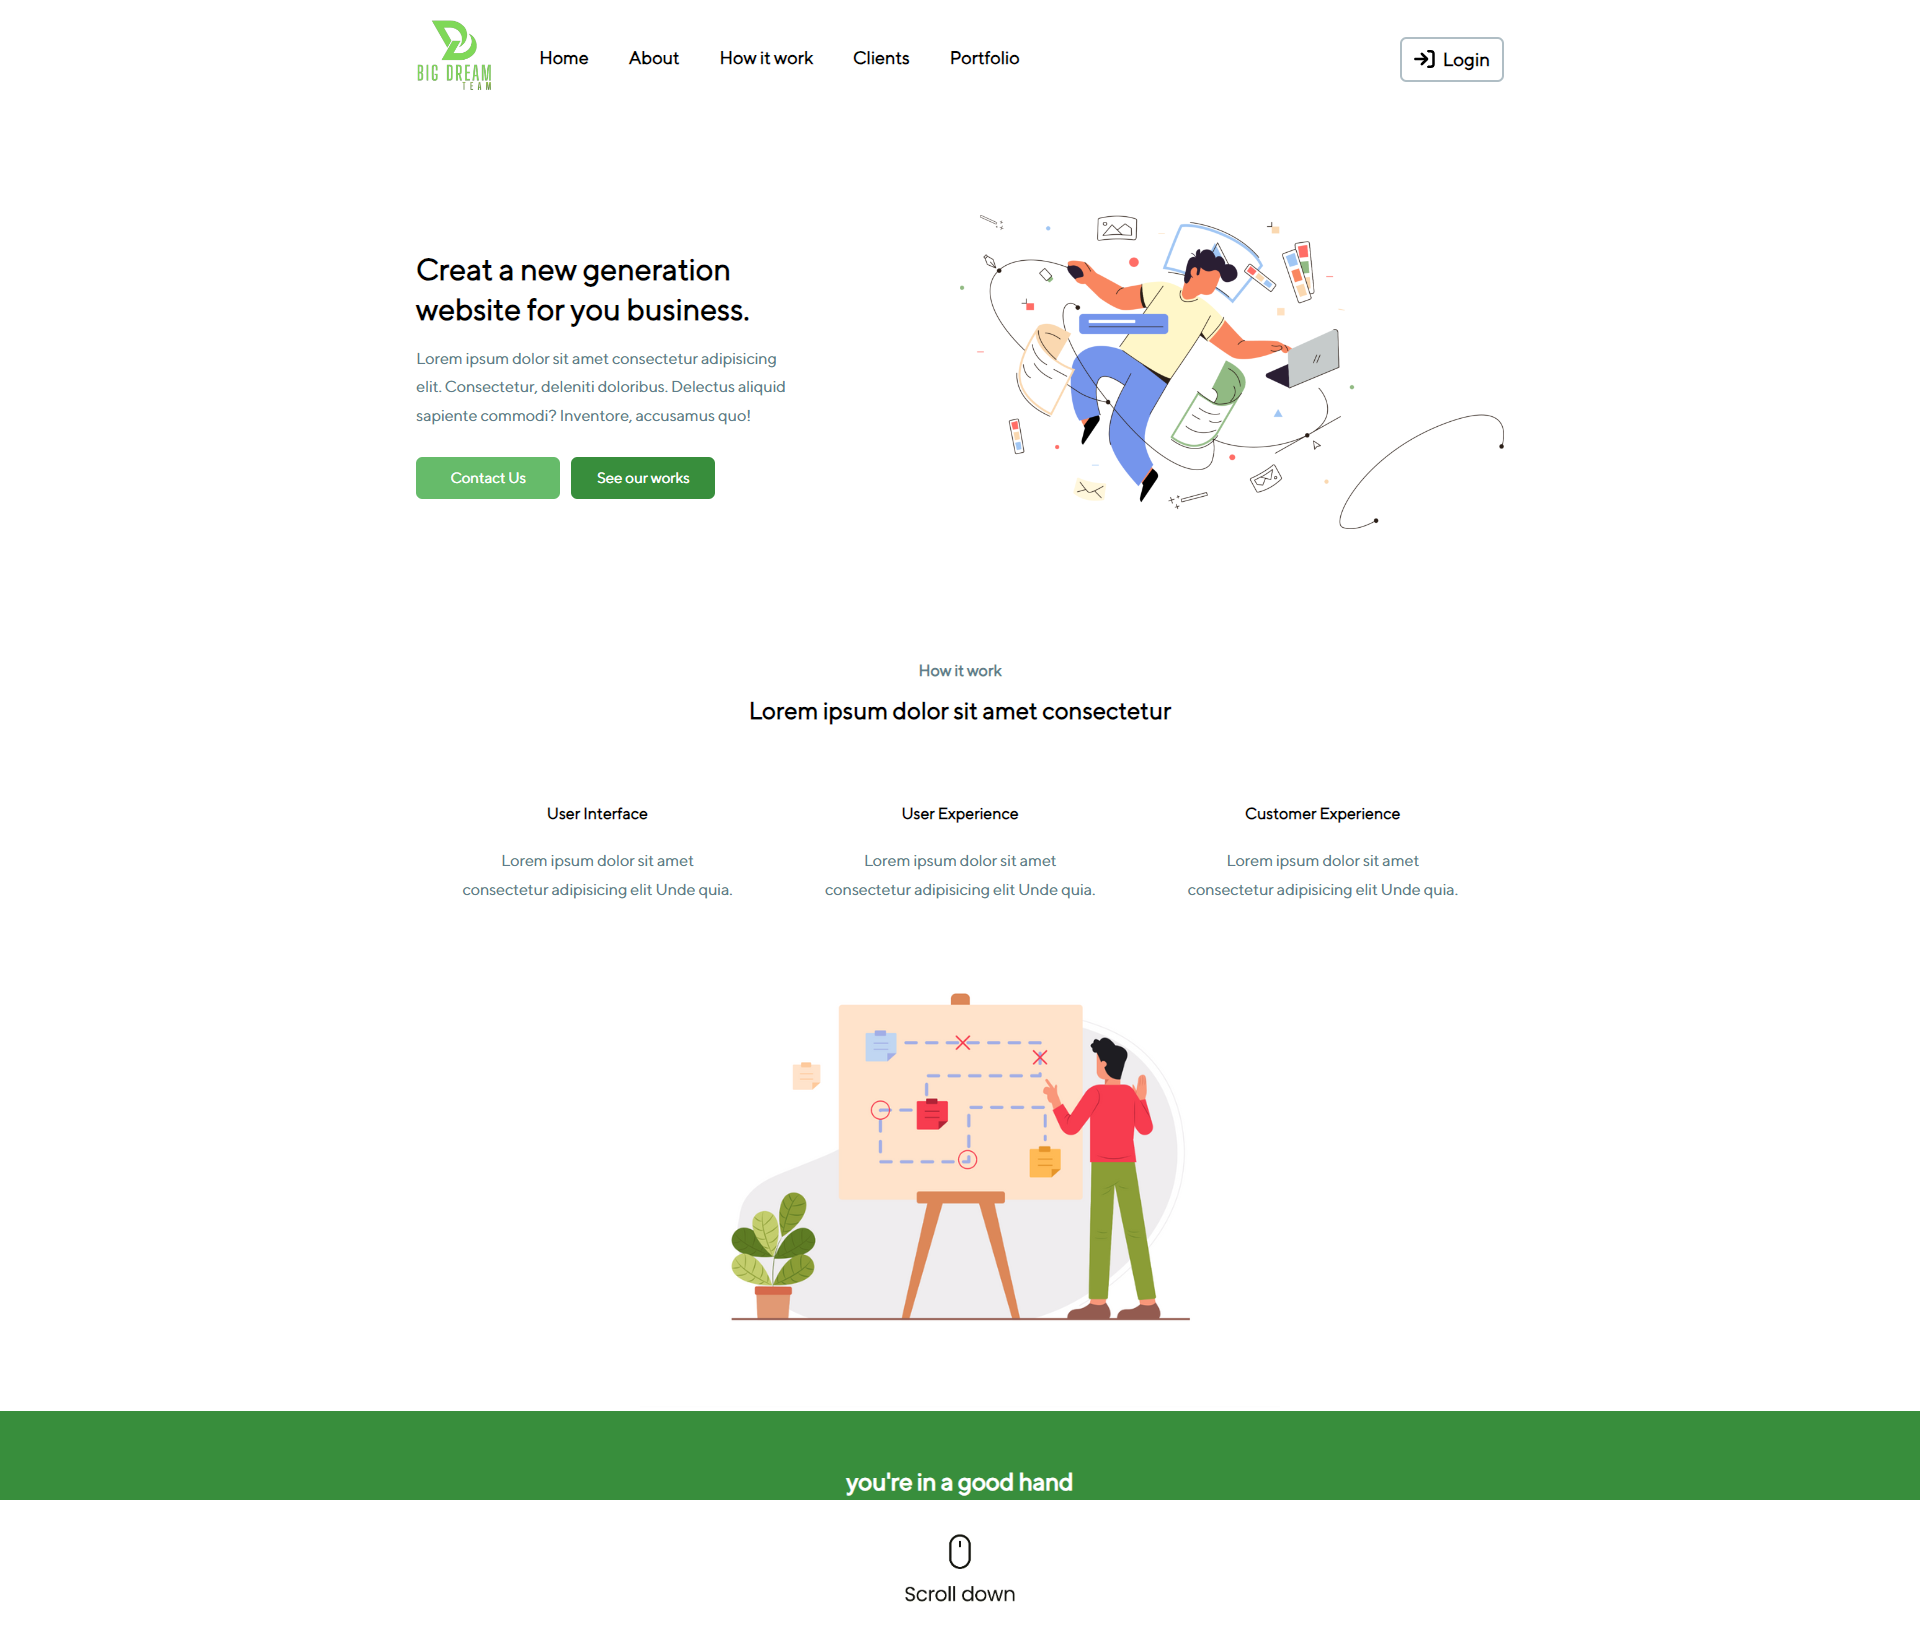 BIG DREAM
TEAM
Home About How it work Clients Portfolio
Login
Creat a new generation
website for you business.
Lorem ipsum dolor sit amet consectetur adipisicing
elit. Consectetur, deleniti doloribus. Delectus aliquid
sapiente commodi? Inventore, accusamus quo!
Contact Us See our works
How it work
Lorem ipsum dolor sit amet consectetur
User Interface
Lorem ipsum dolor sit amet
consectetur adipisicing elit Unde quia.
User Experience
Lorem ipsum dolor sit amet
consectetur adipisicing elit Unde quia.
Customer Experience
Lorem ipsum dolor sit amet
consectetur adipisicing elit Unde quia.
you're in a good hand
Scroll down